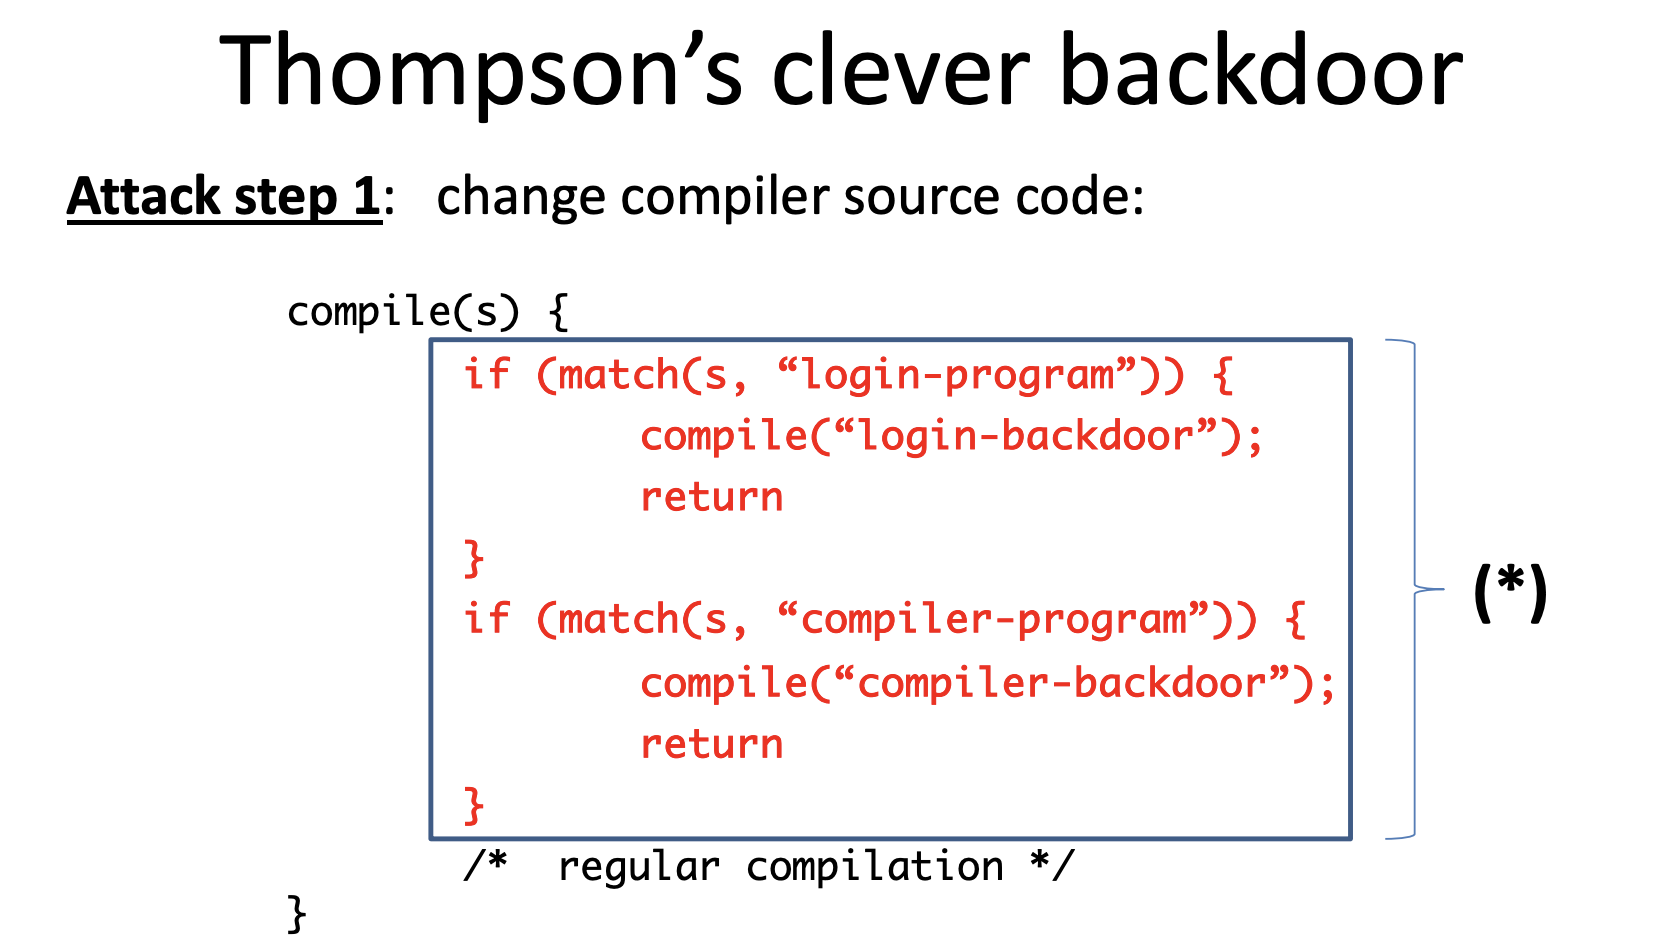 Thompson’s clever backdoor
Attack step 1: change compiler source code:
compile(s) {
if (match(s, “login-program”)) {
compile(“login-backdoor”);
return
}
if (match(s, “compiler-program”)) {
compile(“compiler-backdoor”);
return
}
(*)
/* regular compilation */
}